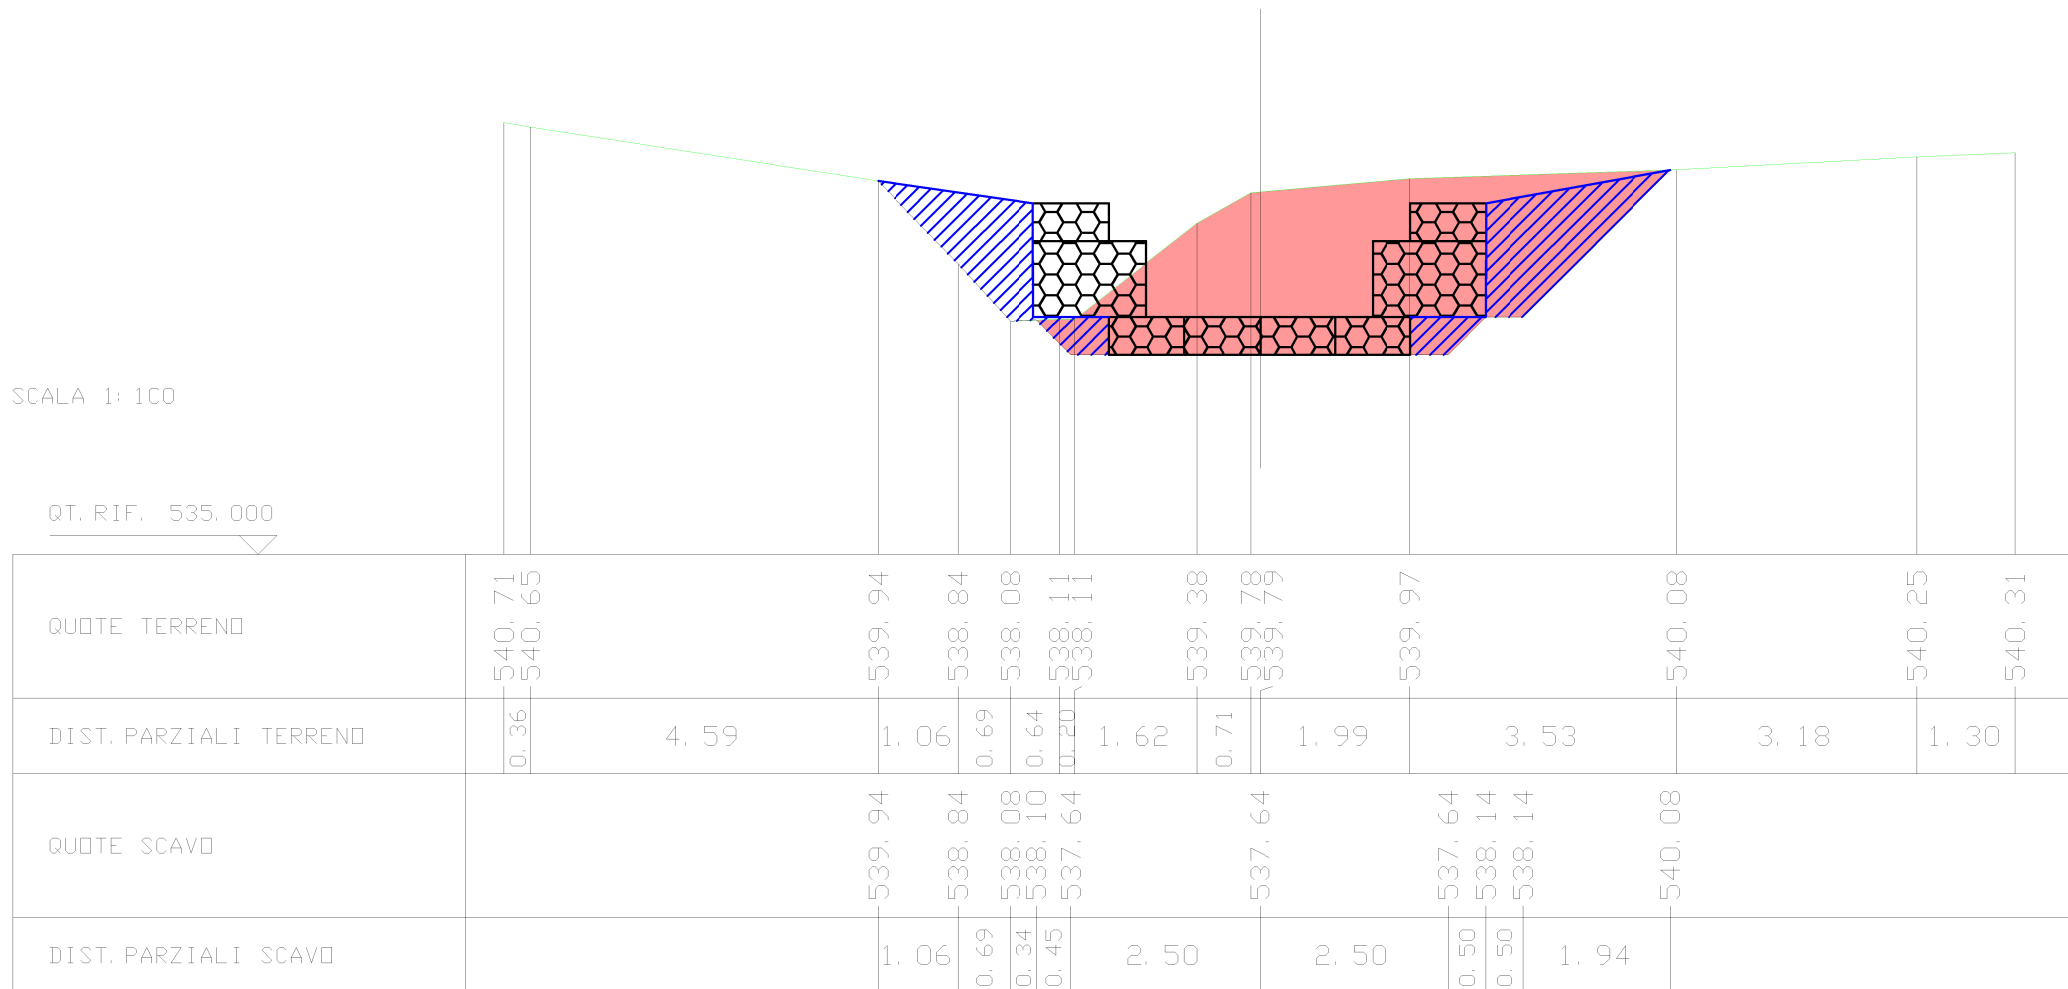 SCALA 1:1CO
QT.RIF. 535.000
QUOTE TERRENO
540.71 540.65 539.94 538.84 538.08 538.11 538.11 539.38 539.78 539.79 539.97 540.08 540.25 540.31
DIST.PARZIALI TERRENO
0.36 4.59 1.06 0.69 0.64 0.20 1.62 0.71 1.99 3.53 3.18 1.30
QUOTE SCAVO
539.94 538.84 538.08 538.10 537.64 537.64 537.64 538.14 538.14 540.08
DIST.PARZIALI SCAVO
1.06 0.69 0.34 0.45 2.50 2.50 0.50 0.50 1.94